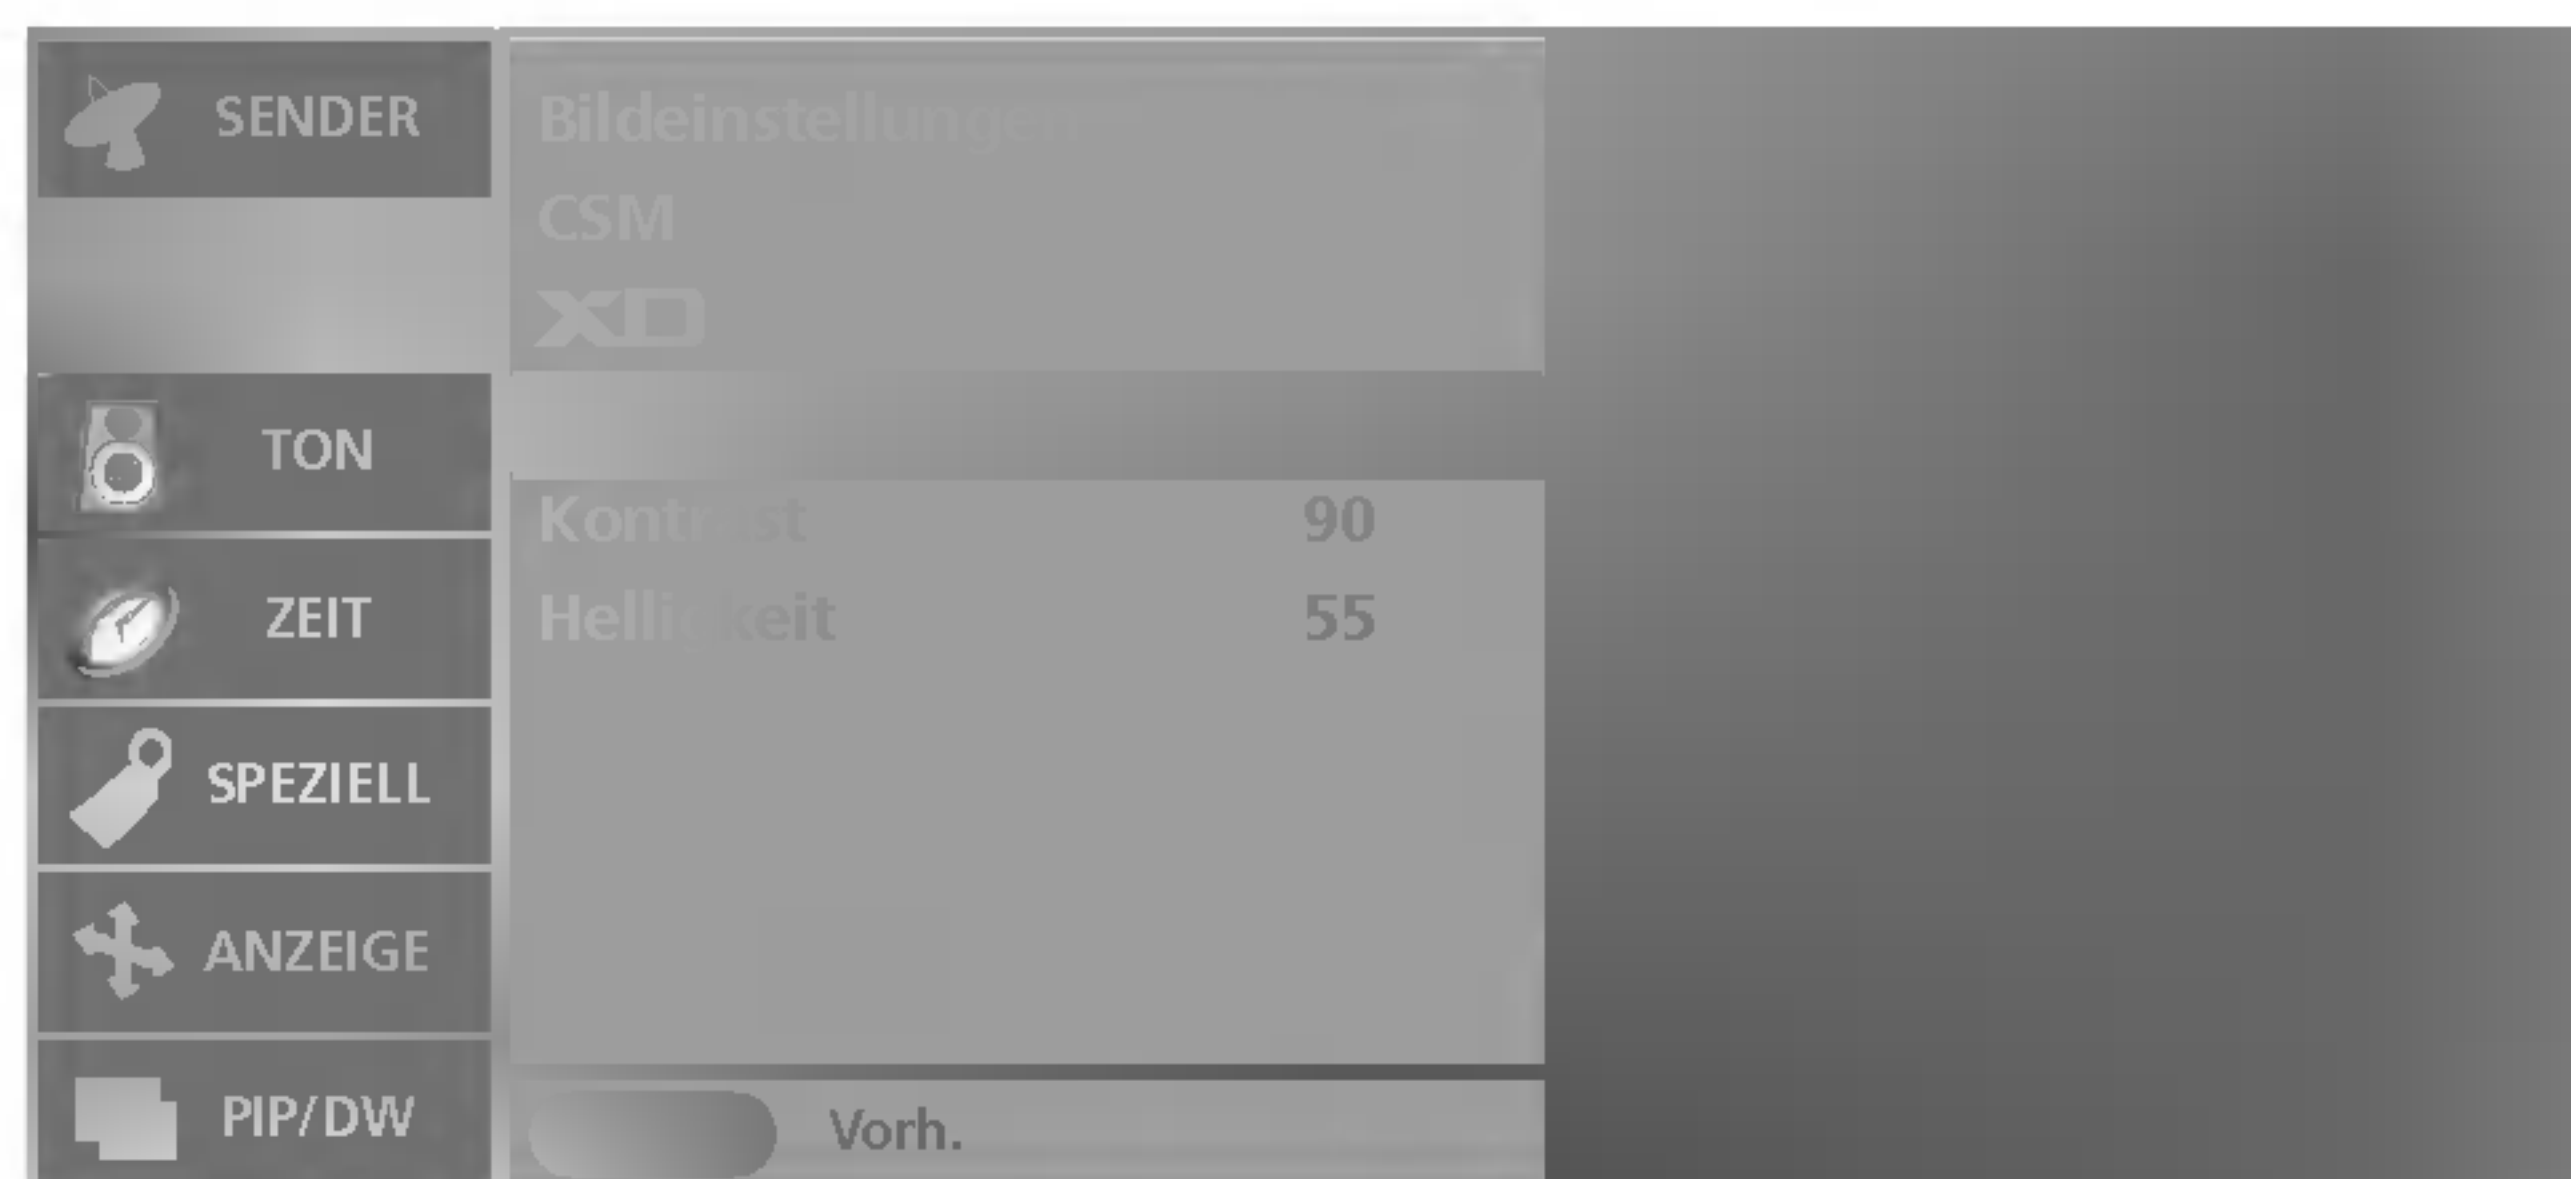 SENDER
Bildeinstellungen
CSM
XD
TON
Kontrast 90
ZEIT
Helligkeit 55
SPEZIELL
ANZEIGE
PIP/DW
Vorh.